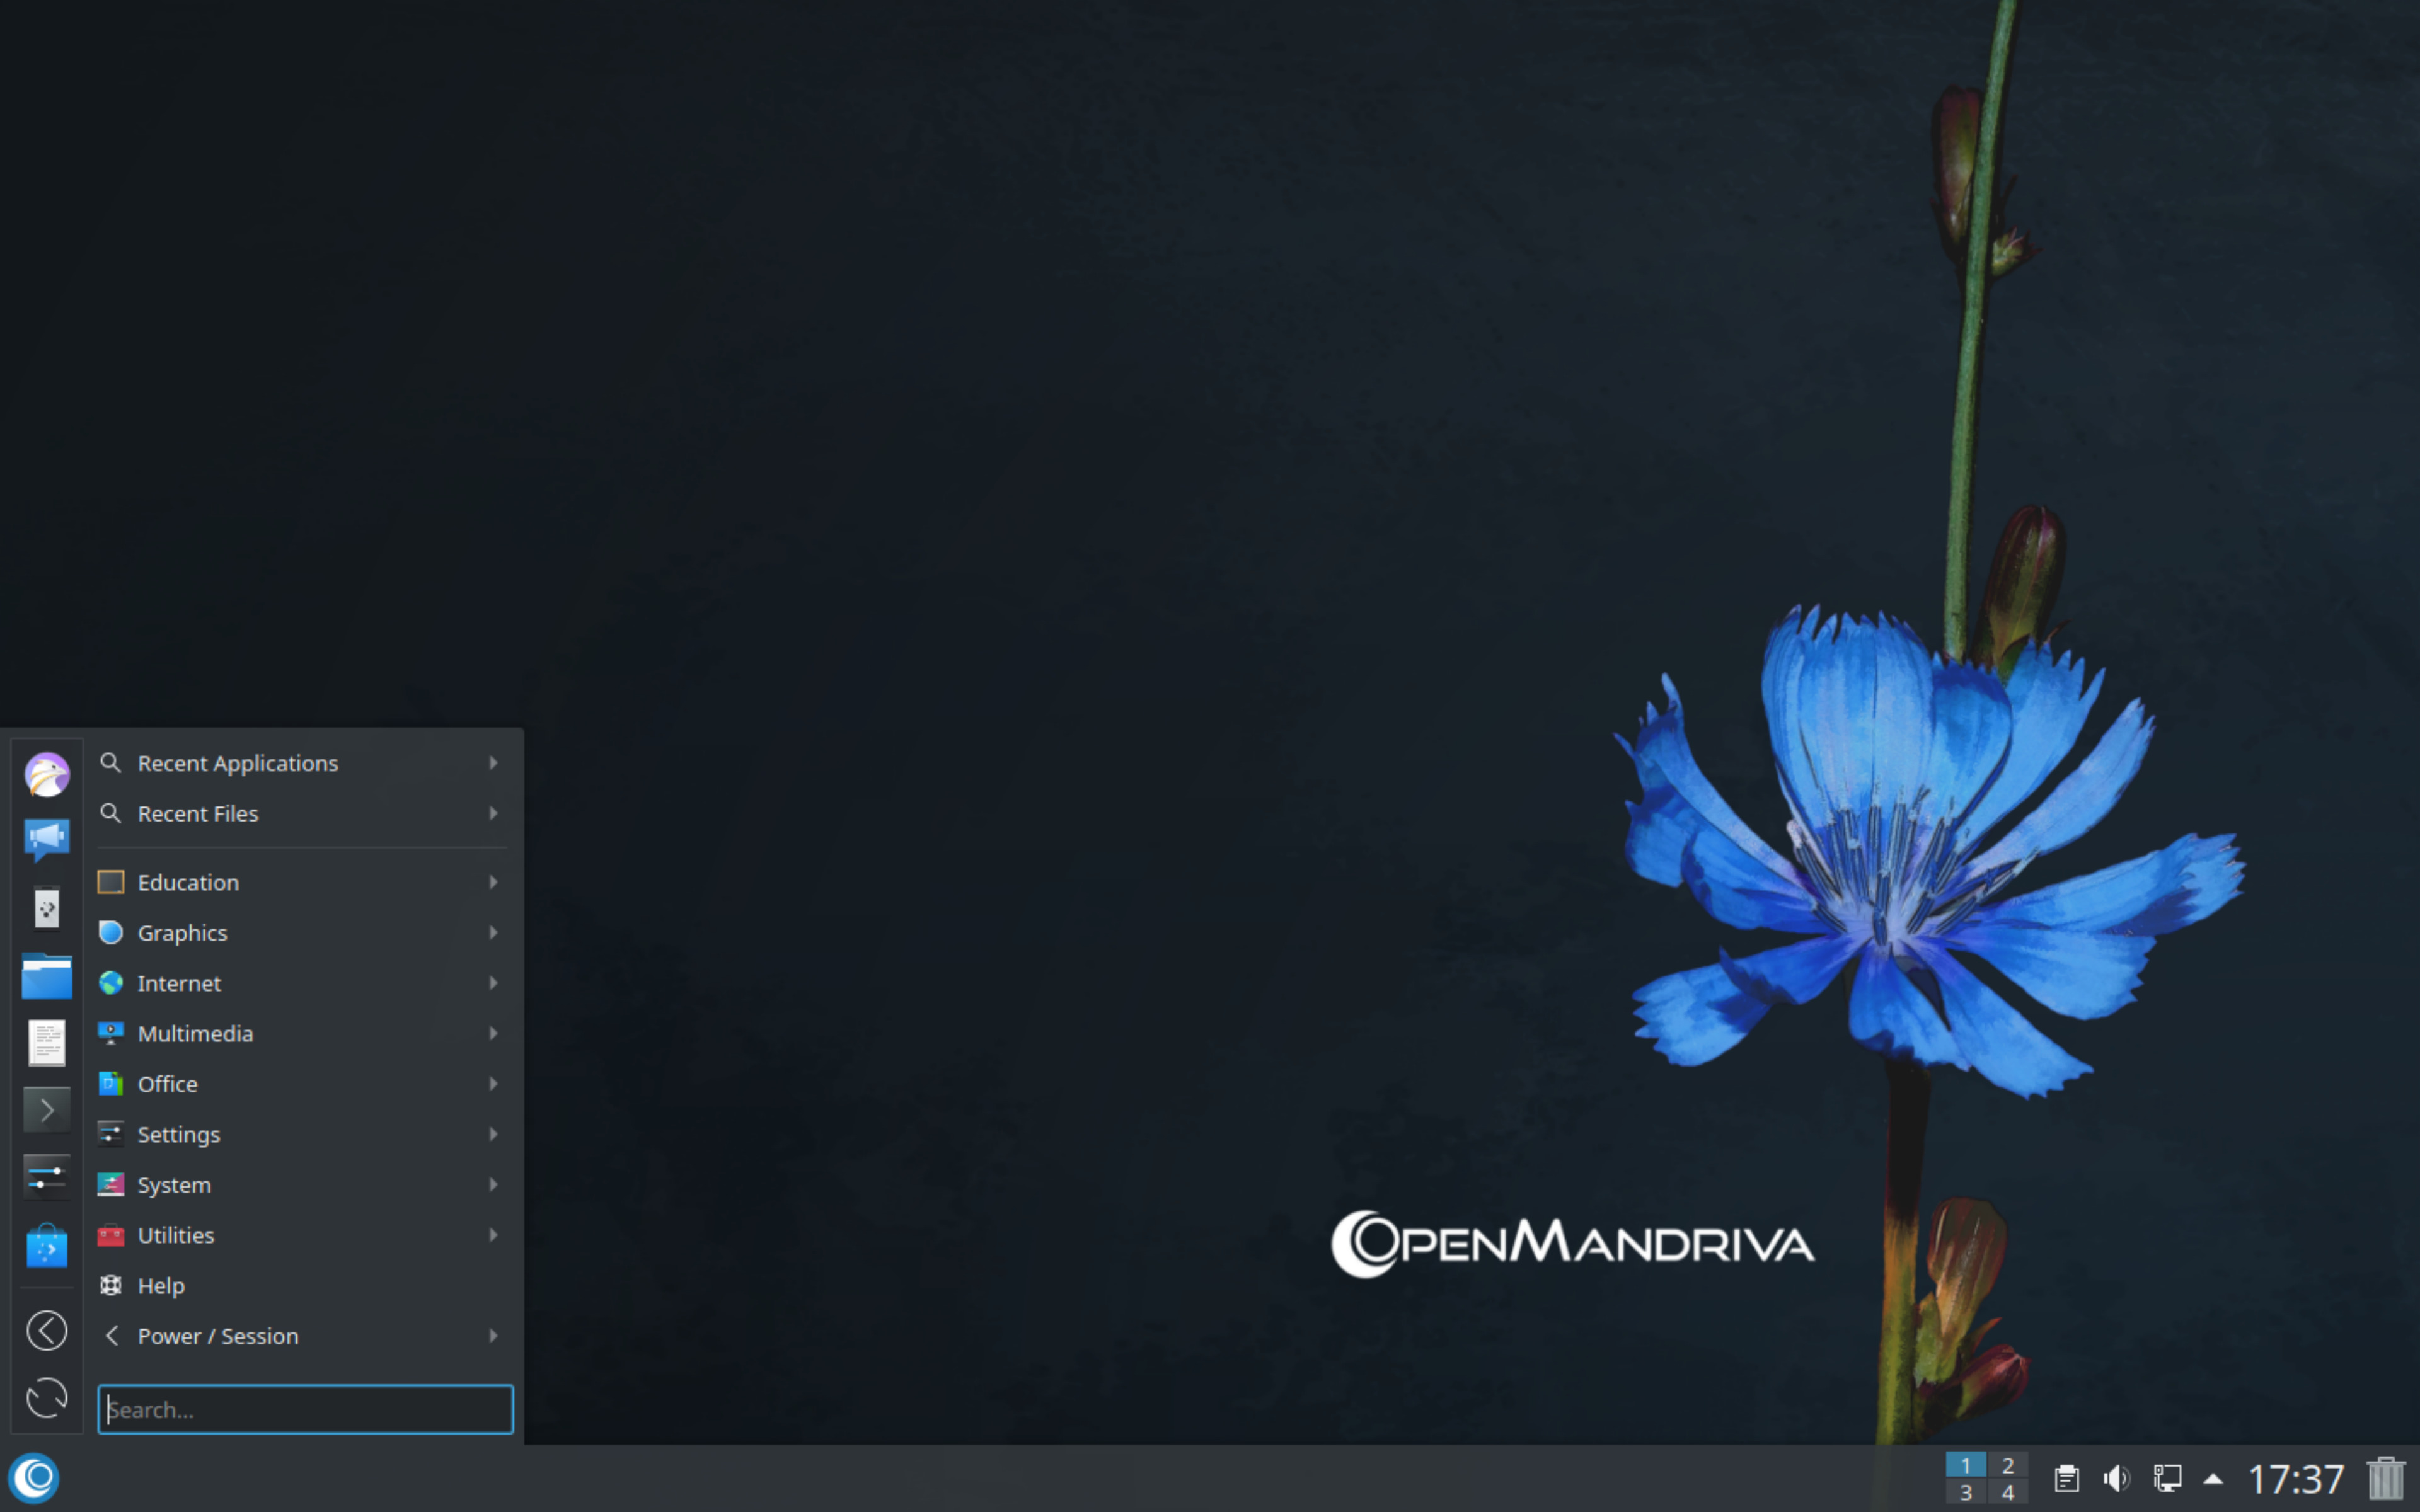 Recent Applications
Recent Files
Education
Graphics
Internet
Multimedia
Office
Settings
System
Utilities
Help
Power / Session
Search...
OPENMANDRIVA
1 2
3 4
17:37